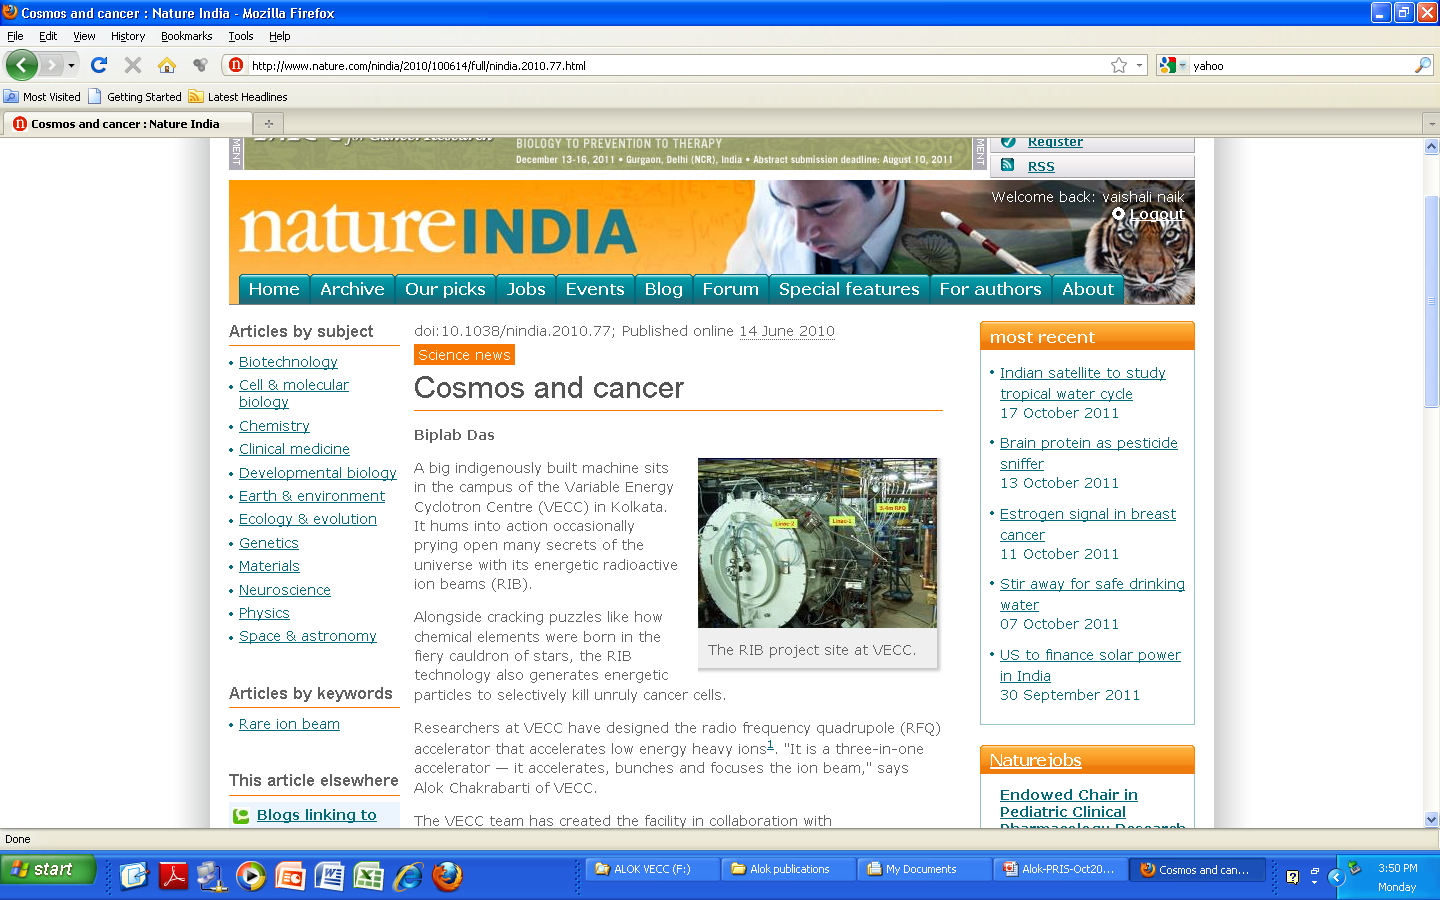 Cosmos and cancer : Nature India - Mozilla Firefox
File Edit View History Bookmarks Tools Help
http://www.nature.com/nindia/2010/100614/full/nindia.2010.77.html
yahoo
Most Visited Getting Started Latest Headlines
Cosmos and cancer : Nature India
BIOLOGY TO PREVENTION TO THERAPY
December 13-16, 2011 • Gurgaon, Delhi (NCR), India • Abstract submission deadline: August 10, 2011
Register
RSS
natureINDIA
Welcome back: vaishali naik
Logout
Home Archive Our picks Jobs Events Blog Forum Special features For authors About
Articles by subject
• Biotechnology
• Cell & molecular
biology
• Chemistry
• Clinical medicine
• Developmental biology
• Earth & environment
• Ecology & evolution
• Genetics
• Materials
• Neuroscience
• Physics
• Space & astronomy
Articles by keywords
• Rare ion beam
This article elsewhere
Blogs linking to
doi:10.1038/nindia.2010.77; Published online 14 June 2010
Science news
Cosmos and cancer
Biplab Das
A big indigenously built machine sits
in the campus of the Variable Energy
Cyclotron Centre (VECC) in Kolkata.
It hums into action occasionally
prying open many secrets of the
universe with its energetic radioactive
ion beams (RIB).
Linac-2
Linac-1
3.4m RFQ
The RIB project site at VECC.
Alongside cracking puzzles like how
chemical elements were born in the
fiery cauldron of stars, the RIB
technology also generates energetic
particles to selectively kill unruly cancer cells.
Researchers at VECC have designed the radio frequency quadrupole (RFQ)
accelerator that accelerates low energy heavy ions1. "It is a three-in-one
accelerator — it accelerates, bunches and focuses the ion beam," says
Alok Chakrabarti of VECC.
The VECC team has created the facility in collaboration with
most recent
• Indian satellite to study
tropical water cycle
17 October 2011
• Brain protein as pesticide
sniffer
13 October 2011
• Estrogen signal in breast
cancer
11 October 2011
• Stir away for safe drinking
water
07 October 2011
• US to finance solar power
in India
30 September 2011
Naturejobs
Endowed Chair in
Pediatric Clinical
Pharmacology Research
Done
start
ALOK VECC (F:)
Alok publications
My Documents
Alok-PRIS-Oct20...
Cosmos and can...
3:50 PM
Monday